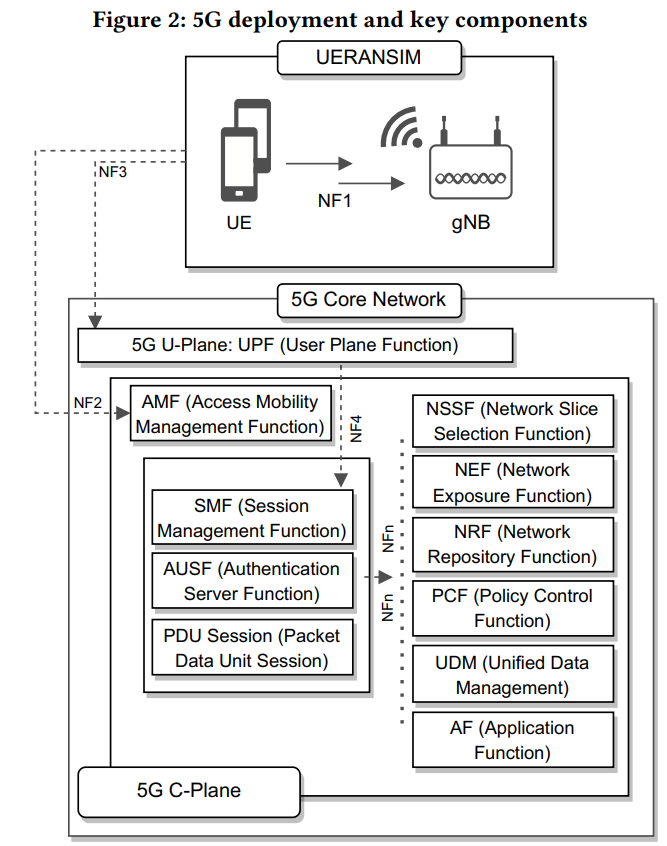 Figure 2: 5G deployment and key components
UERANSIM
UE
NF1
gNB
NF3
5G Core Network
5G U-Plane: UPF (User Plane Function)
NF2
AMF (Access Mobility
Management Function)
NF4
SMF (Session
Management Function)
AUSF (Authentication
Server Function)
PDU Session (Packet
Data Unit Session)
NFn
NFn
NSSF (Network Slice
Selection Function)
NEF (Network
Exposure Function)
NRF (Network
Repository Function)
PCF (Policy Control
Function)
UDM (Unified Data
Management)
AF (Application
Function)
5G C-Plane